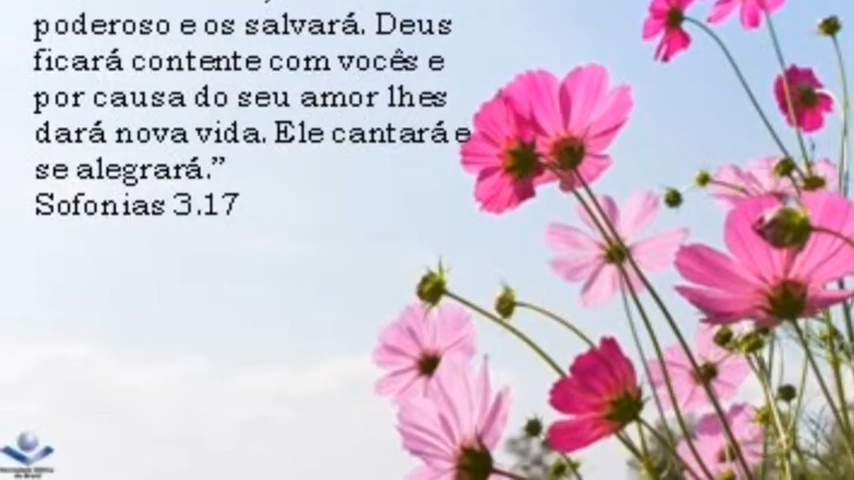 poderoso e os salvará. Deus
ficará contente com vocês e
por causa do seu amor lhes
dará nova vida. Ele cantará e
se alegrará.”
Sofonias 3.17